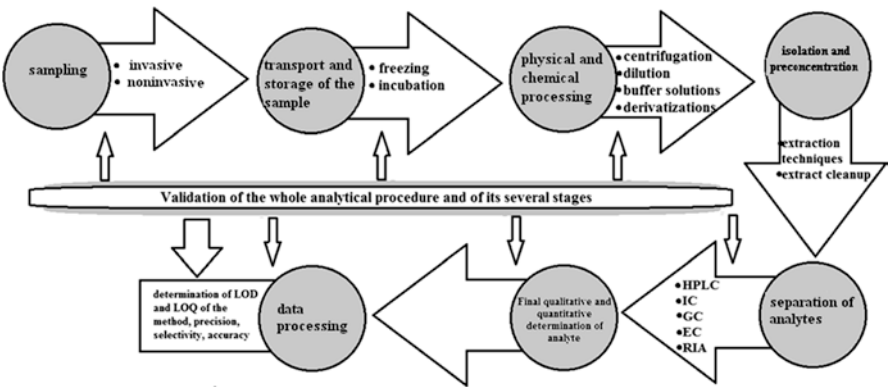 sampling
• invasive
• noninvasive
transport and
storage of the
sample
• freezing
• incubation
physical and
chemical
processing
• centrifugation
• dilution
• buffer solutions
• derivatizations
isolation and
preconcentration
• extraction
techniques
• extract cleanup
Validation of the whole analytical procedure and of its several stages
determination of LOD
and LOQ of the
method, precision,
selectivity, accuracy
data
processing
Final qualitative and
quantitative
determination of
analyte
• HPLC
• IC
• GC
• EC
• RIA
separation of
analytes